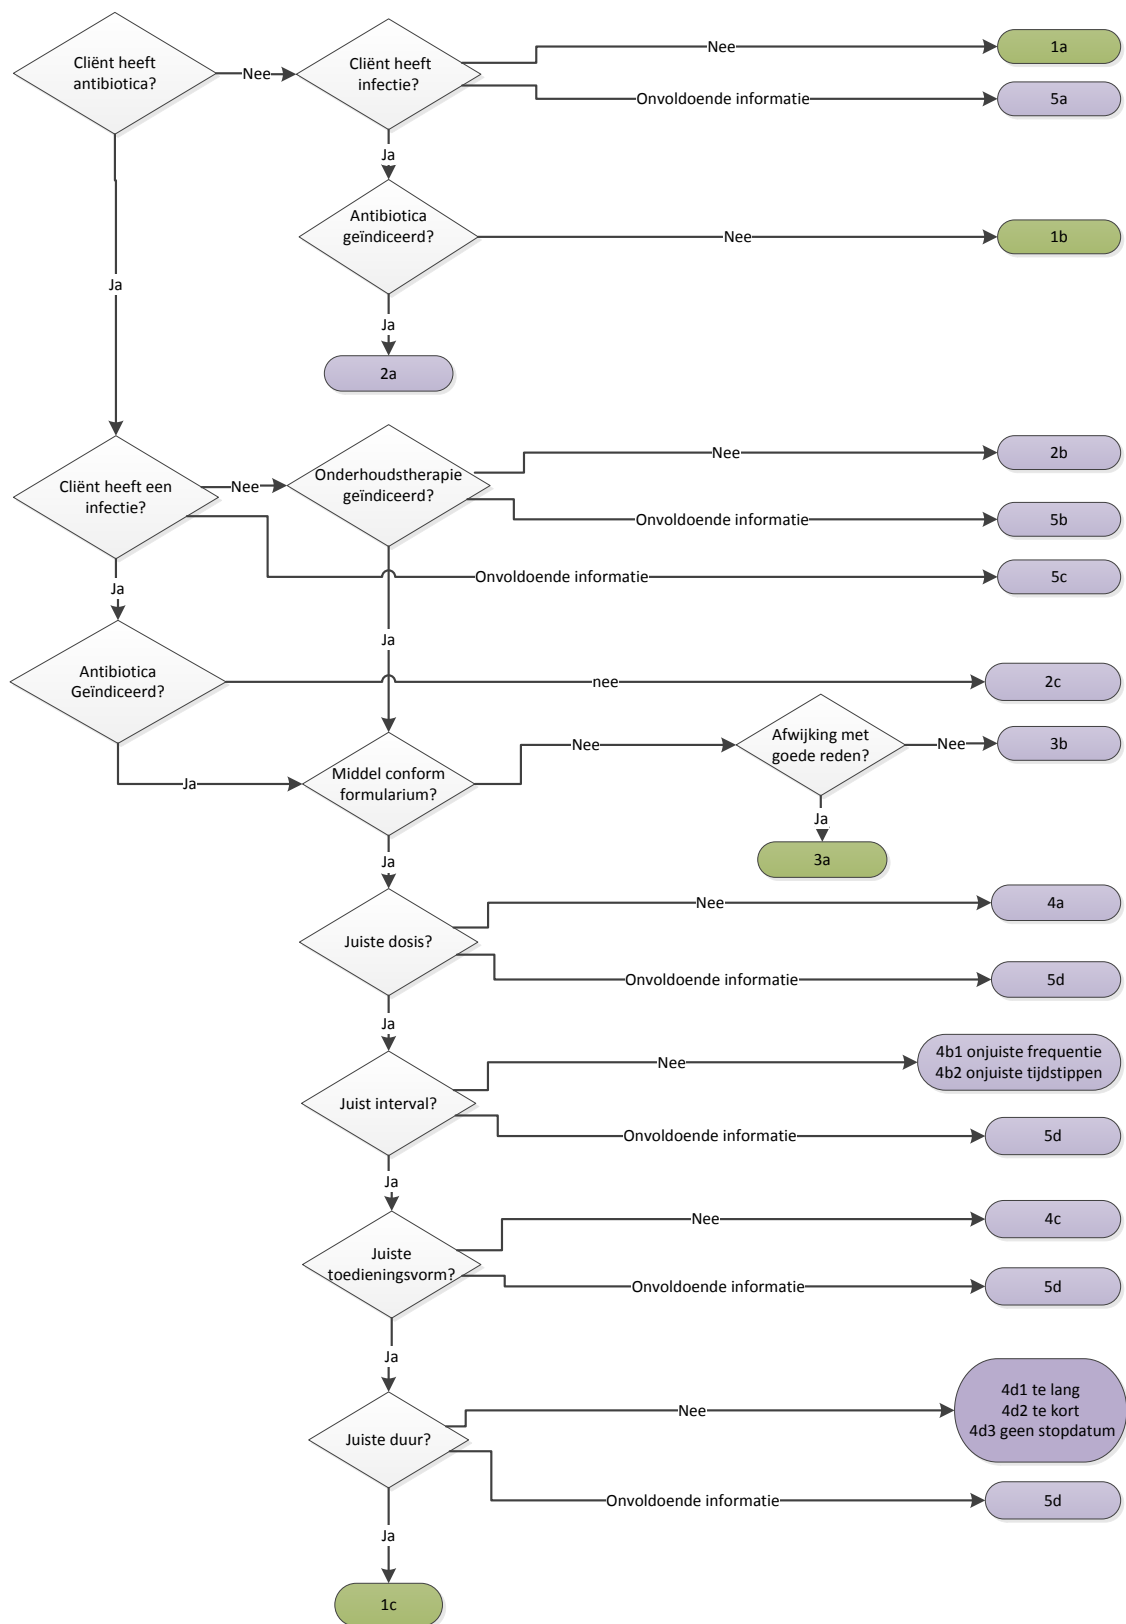 Cliënt heeft
antibiotica?
Nee
Cliënt heeft
infectie?
Nee
1a
Onvoldoende informatie
5a
Ja
Antibiotica
geïndiceerd?
Nee
1b
Ja
Ja
2a
Cliënt heeft een
infectie?
Nee
Onderhoudstherapie
geïndiceerd?
Nee
2b
Onvoldoende informatie
5b
Onvoldoende informatie
5c
Ja
Ja
Antibiotica
Geïndiceerd?
nee
2c
Ja
Middel conform
formularium?
Nee
Afwijking met
goede reden?
Nee
3b
Ja
3a
Ja
Juiste dosis?
Nee
4a
Onvoldoende informatie
5d
Ja
Juist interval?
Nee
4b1 onjuiste frequentie
4b2 onjuiste tijdstippen
Onvoldoende informatie
5d
Ja
Juiste
toedieningsvorm?
Nee
4c
Onvoldoende informatie
5d
Ja
Juiste duur?
Nee
4d1 te lang
4d2 te kort
4d3 geen stopdatum
Onvoldoende informatie
5d
Ja
1c